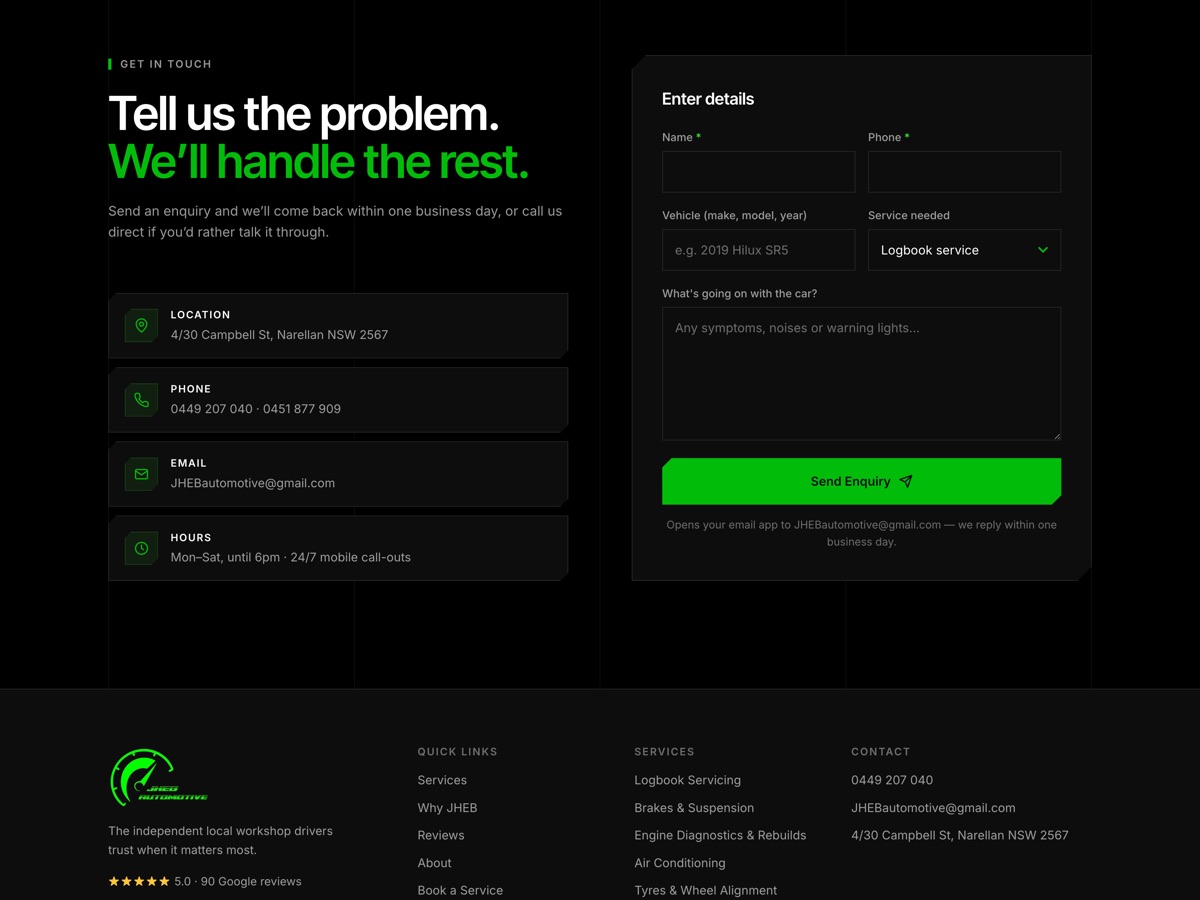 GET IN TOUCH
Tell us the problem.
We’ll handle the rest.
Send an enquiry and we’ll come back within one business day, or call us
direct if you’d rather talk it through.
LOCATION
4/30 Campbell St, Narellan NSW 2567
PHONE
0449 207 040 · 0451 877 909
EMAIL
JHEBautomotive@gmail.com
HOURS
Mon–Sat, until 6pm · 24/7 mobile call-outs
Enter details
Name *
Phone *
Vehicle (make, model, year)
Service needed
e.g. 2019 Hilux SR5
Logbook service
What's going on with the car?
Any symptoms, noises or warning lights...
Send Enquiry
Opens your email app to JHEBautomotive@gmail.com — we reply within one
business day.
JHEB
AUTOMOTIVE
The independent local workshop drivers
trust when it matters most.
★★★★★ 5.0 · 90 Google reviews
QUICK LINKS
Services
Why JHEB
Reviews
About
Book a Service
SERVICES
Logbook Servicing
Brakes & Suspension
Engine Diagnostics & Rebuilds
Air Conditioning
Tyres & Wheel Alignment
CONTACT
0449 207 040
JHEBautomotive@gmail.com
4/30 Campbell St, Narellan NSW 2567